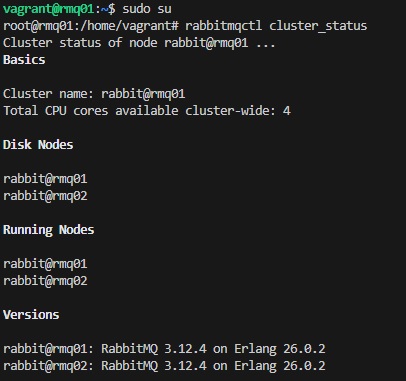 vagrant@rmq01:~$ sudo su
root@rmq01:/home/vagrant# rabbitmqctl cluster_status
Cluster status of node rabbit@rmq01 ...
Basics
Cluster name: rabbit@rmq01
Total CPU cores available cluster-wide: 4
Disk Nodes
rabbit@rmq01
rabbit@rmq02
Running Nodes
rabbit@rmq01
rabbit@rmq02
Versions
rabbit@rmq01: RabbitMQ 3.12.4 on Erlang 26.0.2
rabbit@rmq02: RabbitMQ 3.12.4 on Erlang 26.0.2